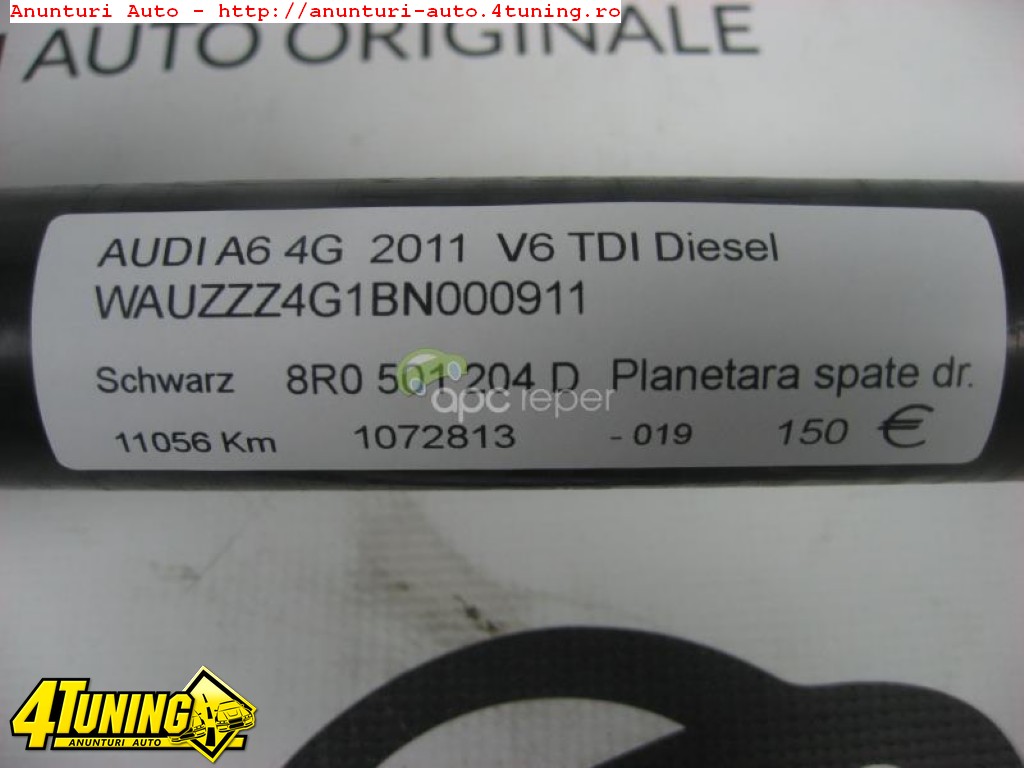 Anunturi Auto - http://anunturi-auto.4tuning.ro
AUTO ORIGINALE
AUDI A6 4G 2011 V6 TDI Diesel
WAUZZZ4G1BN000911
Schwarz 8R0 501 204 D Planetara spate dr.
apc reper
11056 Km 1072813 - 019 150 €
4TUNING
ANUNTURI AUTO